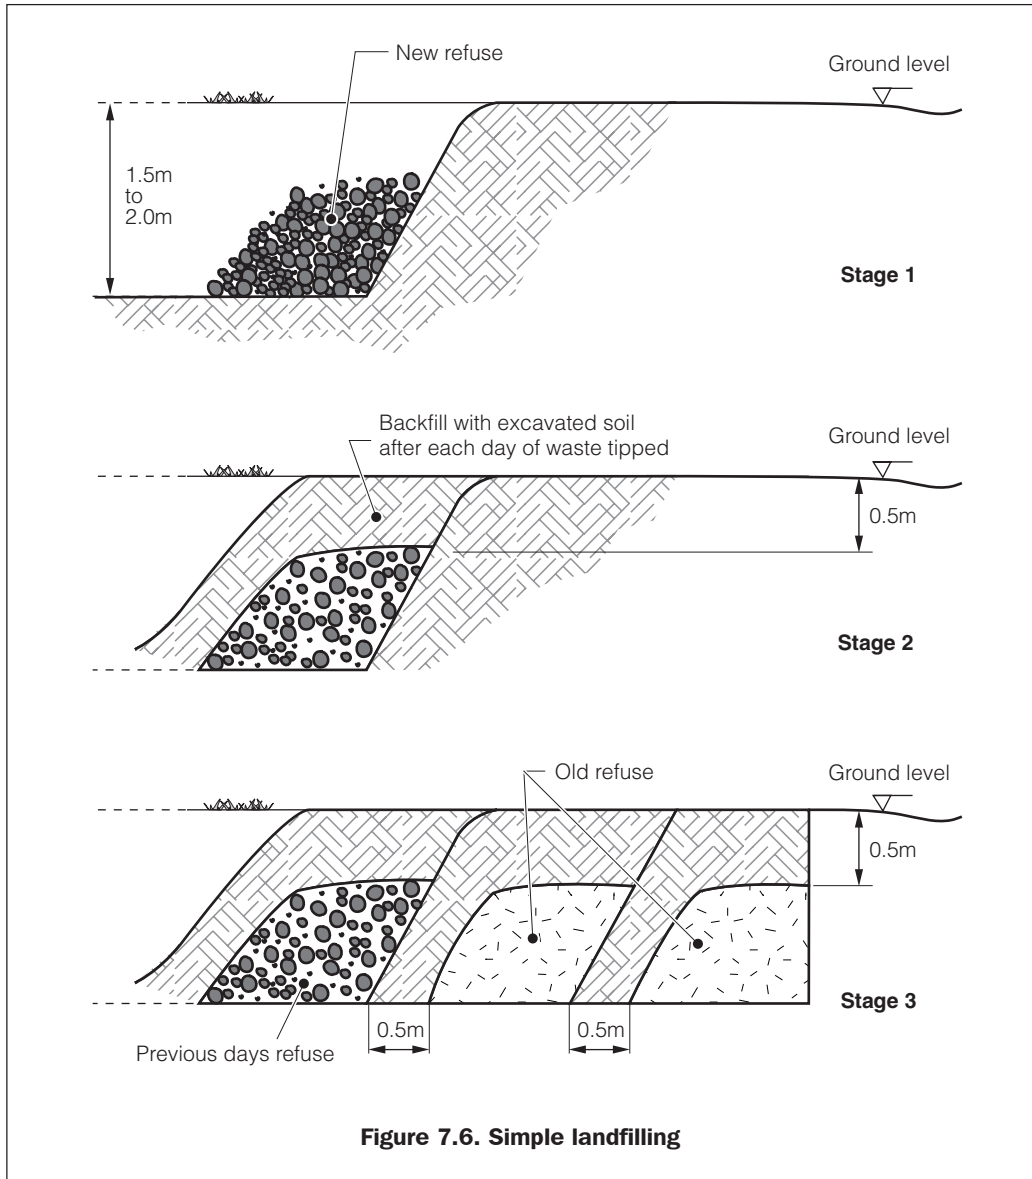 New refuse
Ground level
1.5m
to
2.0m
Stage 1
Backfill with excavated soil
after each day of waste tipped
Ground level
0.5m
Stage 2
Old refuse
Ground level
0.5m
Stage 3
0.5m
0.5m
Previous days refuse
Figure 7.6. Simple landfilling